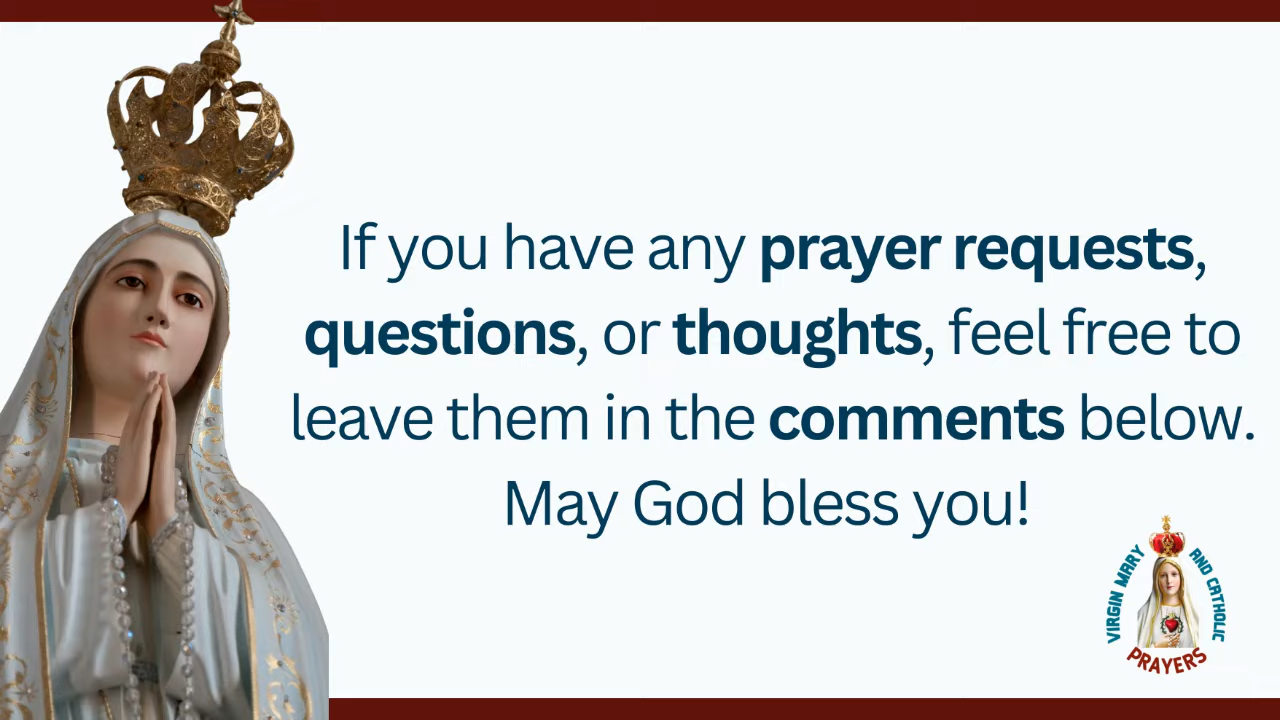 If you have any prayer requests,
questions, or thoughts, feel free to
leave them in the comments below.
May God bless you!
VIRGIN MARY AND CATHOLIC
PRAYERS